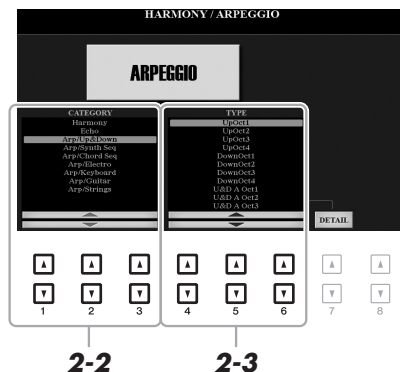 HARMONY / ARPEGGIO
ARPEGGIO
CATEGORY
Harmony
Echo
Arp/Up&Down
Arp/Synth Seq
Arp/Chord Seq
Arp/Electro
Arp/Keyboard
Arp/Guitar
Arp/Strings
TYPE
UpOct1
UpOct2
UpOct3
UpOct4
DownOct1
DownOct2
DownOct3
DownOct4
U&D A Oct1
U&D A Oct2
U&D A Oct3
DETAIL
1 2 3 4 5 6 7 8
2-2 2-3